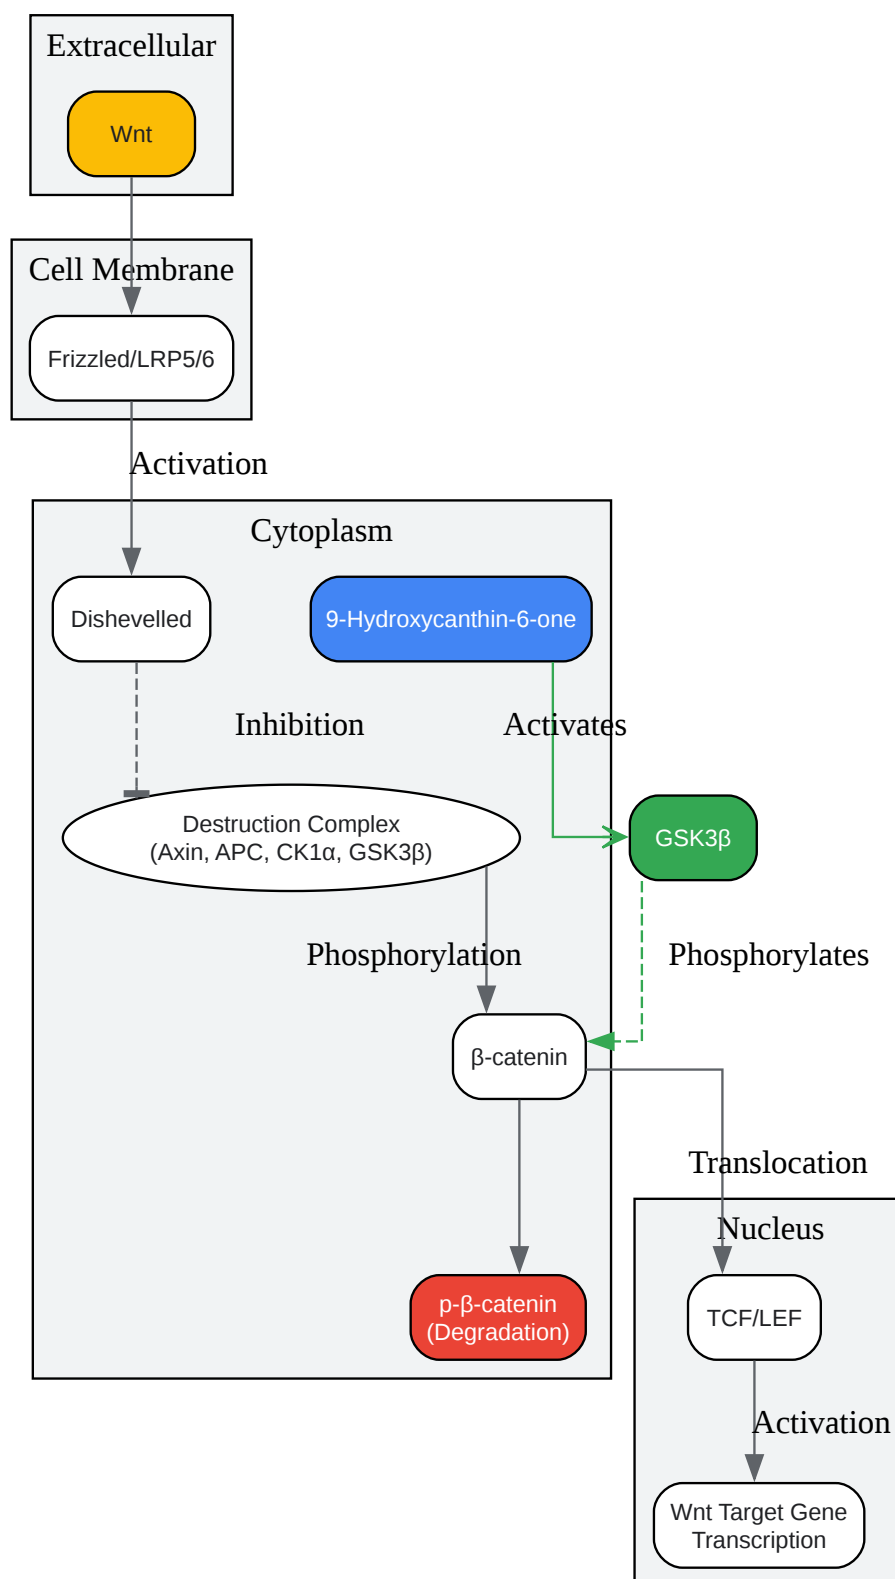 Extracellular
Wnt
Cell Membrane
Frizzled/LRP5/6
Activation
Cytoplasm
Dishevelled
9-Hydroxycanthin-6-one
Inhibition
Activates
Destruction Complex
(Axin, APC, CK1α, GSK3β)
GSK3β
Phosphorylation
Phosphorylates
β-catenin
Translocation
Nucleus
p-β-catenin
(Degradation)
TCF/LEF
Activation
Wnt Target Gene
Transcription